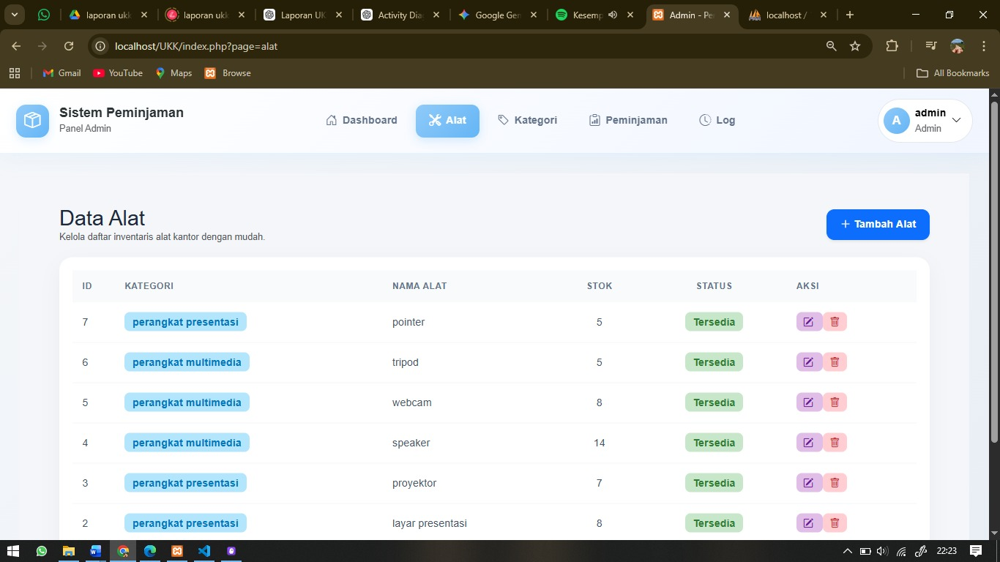 laporan ukk
laporan ukk
Laporan UK
Activity Dia
Google Gen
Kesemp
Admin - Pe
localhost /
localhost/UKK/index.php?page=alat
Gmail
YouTube
Maps
Browse
All Bookmarks
Sistem Peminjaman
Panel Admin
Dashboard
Alat
Kategori
Peminjaman
Log
A
admin
Admin
Data Alat
Kelola daftar inventaris alat kantor dengan mudah.
+ Tambah Alat
ID KATEGORI NAMA ALAT STOK STATUS AKSI
7 perangkat presentasi pointer 5 Tersedia
6 perangkat multimedia tripod 5 Tersedia
5 perangkat multimedia webcam 8 Tersedia
4 perangkat multimedia speaker 14 Tersedia
3 perangkat presentasi proyektor 7 Tersedia
2 perangkat presentasi layar presentasi 8 Tersedia
22:23